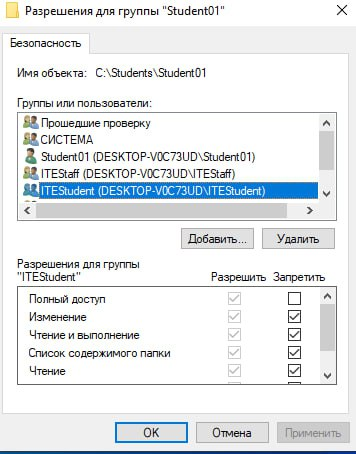 Разрешения для группы "Student01"
Безопасность
Имя объекта: C:\Students\Student01
Группы или пользователи:
Прошедшие проверку
СИСТЕМА
Student01 (DESKTOP-V0C73UD\Student01)
ITEStaff (DESKTOP-V0C73UD\ITEStaff)
ITEStudent (DESKTOP-V0C73UD\ITEStudent)
Добавить... Удалить
Разрешения для группы
"ITEStudent" Разрешить Запретить
Полный доступ
Изменение
Чтение и выполнение
Список содержимого папки
Чтение
OK Отмена Применить